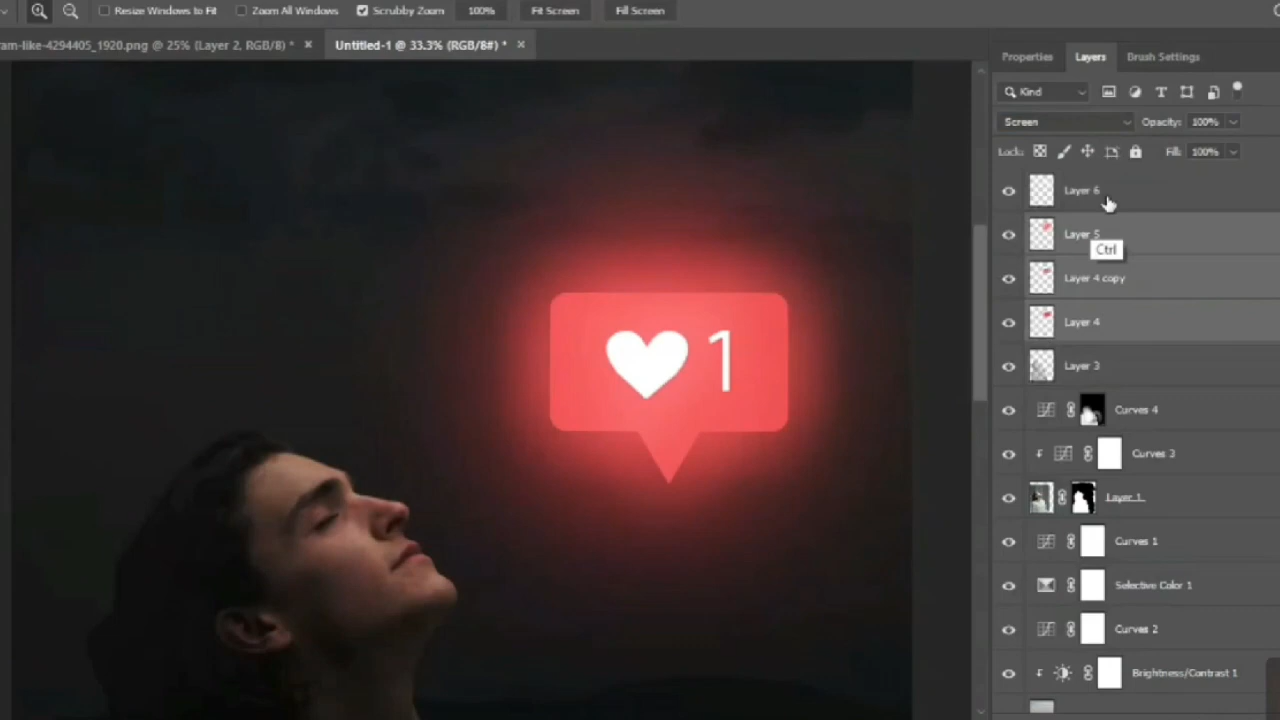 Resize Windows to Fit Zoom All Windows Scrubby Zoom 100% Fit Screen Fill Screen
am-like-4294405_1920.png @ 25% (Layer 2, RGB/8) * × Untitled-1 @ 33.3% (RGB/8#) * ×
Properties Layers Brush Settings
Kind
Screen Opacity: 100%
Lock: Fill: 100%
Layer 6
Layer 5
Ctrl
Layer 4 copy
Layer 4
Layer 3
Curves 4
Curves 3
Layer 1
Curves 1
Selective Color 1
Curves 2
Brightness/Contrast 1
1